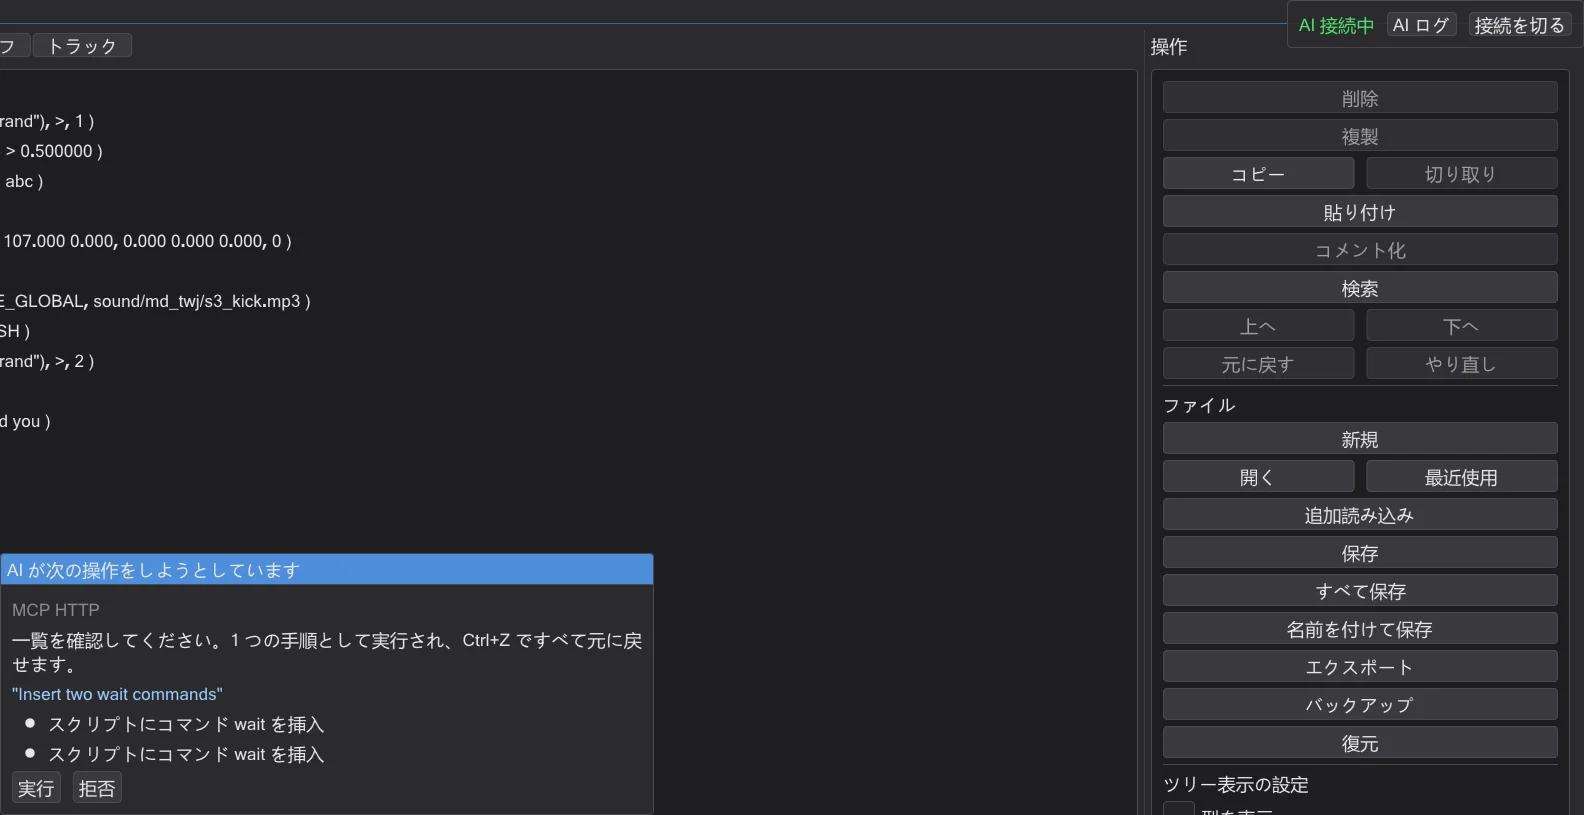 AI 接続中 AI ログ 接続を切る
フ トラック
操作
rand"), >, 1 )
> 0.500000 )
abc )
107.000 0.000, 0.000 0.000 0.000, 0 )
E_GLOBAL, sound/md_twj/s3_kick.mp3 )
SH )
rand"), >, 2 )
d you )
削除
複製
コピー 切り取り
貼り付け
コメント化
検索
上へ 下へ
元に戻す やり直し
ファイル
新規
開く 最近使用
追加読み込み
保存
すべて保存
名前を付けて保存
エクスポート
バックアップ
復元
ツリー表示の設定
AI が次の操作をしようとしています
MCP HTTP
一覧を確認してください。1 つの手順として実行され、Ctrl+Z ですべて元に戻
せます。
"Insert two wait commands"
● スクリプトにコマンド wait を挿入
● スクリプトにコマンド wait を挿入
実行 拒否